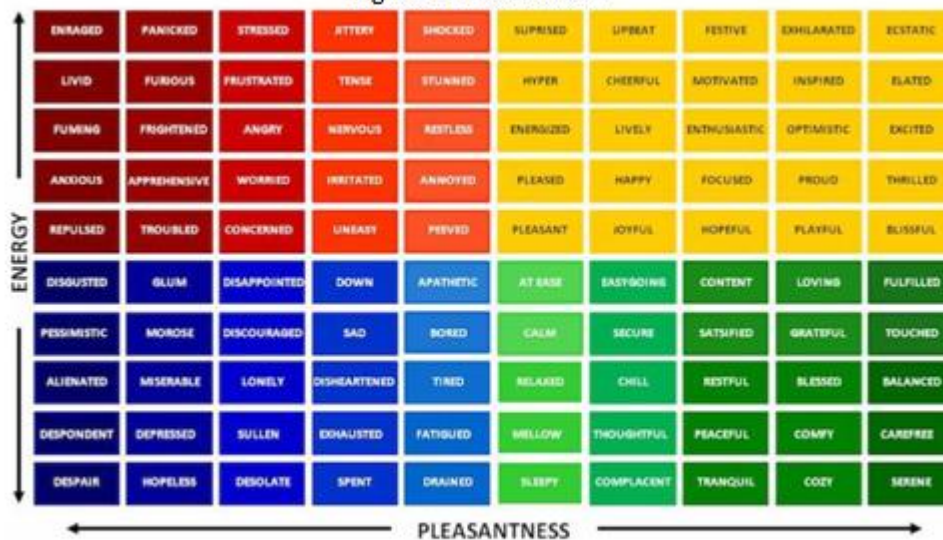 ENRAGED PANICKED STRESSED JITTERY SHOCKED SUPRISED UPBEAT FESTIVE EXHILARATED ECSTATIC
LIVID FURIOUS FRUSTRATED TENSE STUNNED HYPER CHEERFUL MOTIVATED INSPIRED ELATED
FUMING FRIGHTENED ANGRY NERVOUS RESTLESS ENERGIZED LIVELY ENTHUSIASTIC OPTIMISTIC EXCITED
ANXIOUS APPREHENSIVE WORRIED IRRITATED ANNOYED PLEASED HAPPY FOCUSED PROUD THRILLED
REPULSED TROUBLED CONCERNED UNEASY PEEVED PLEASANT JOYFUL HOPEFUL PLAYFUL BLISSFUL
ENERGY
DISGUSTED GLUM DISAPPOINTED DOWN APATHETIC AT EASE EASYGOING CONTENT LOVING FULFILLED
PESSIMISTIC MOROSE DISCOURAGED SAD BORED CALM SECURE SATSIFIED GRATEFUL TOUCHED
ALIENATED MISERABLE LONELY DISHEARTENED TIRED RELAXED CHILL RESTFUL BLESSED BALANCED
DESPONDENT DEPRESSED SULLEN EXHAUSTED FATIGUED MELLOW THOUGHTFUL PEACEFUL COMFY CAREFREE
DESPAIR HOPELESS DESOLATE SPENT DRAINED SLEEPY COMPLACENT TRANQUIL COZY SERENE
PLEASANTNESS